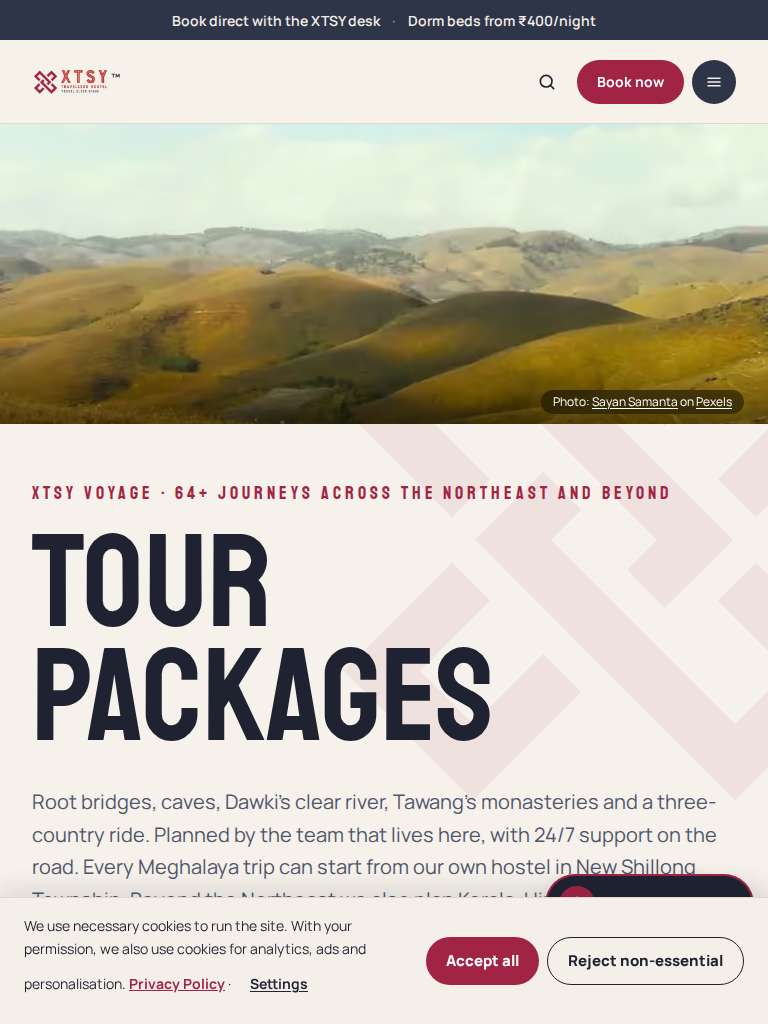 Book direct with the XTSY desk · Dorm beds from ₹400/night
XTSY™
TRAVELLERS HOSTEL
Book now
Photo: Sayan Samanta on Pexels
XTSY VOYAGE · 64+ JOURNEYS ACROSS THE NORTHEAST AND BEYOND
TOUR
PACKAGES
Root bridges, caves, Dawki's clear river, Tawang's monasteries and a three-
country ride. Planned by the team that lives here, with 24/7 support on the
road. Every Meghalaya trip can start from our own hostel in New Shillong
We use necessary cookies to run the site. With your
permission, we also use cookies for analytics, ads and
personalisation. Privacy Policy · Settings
Accept all
Reject non-essential